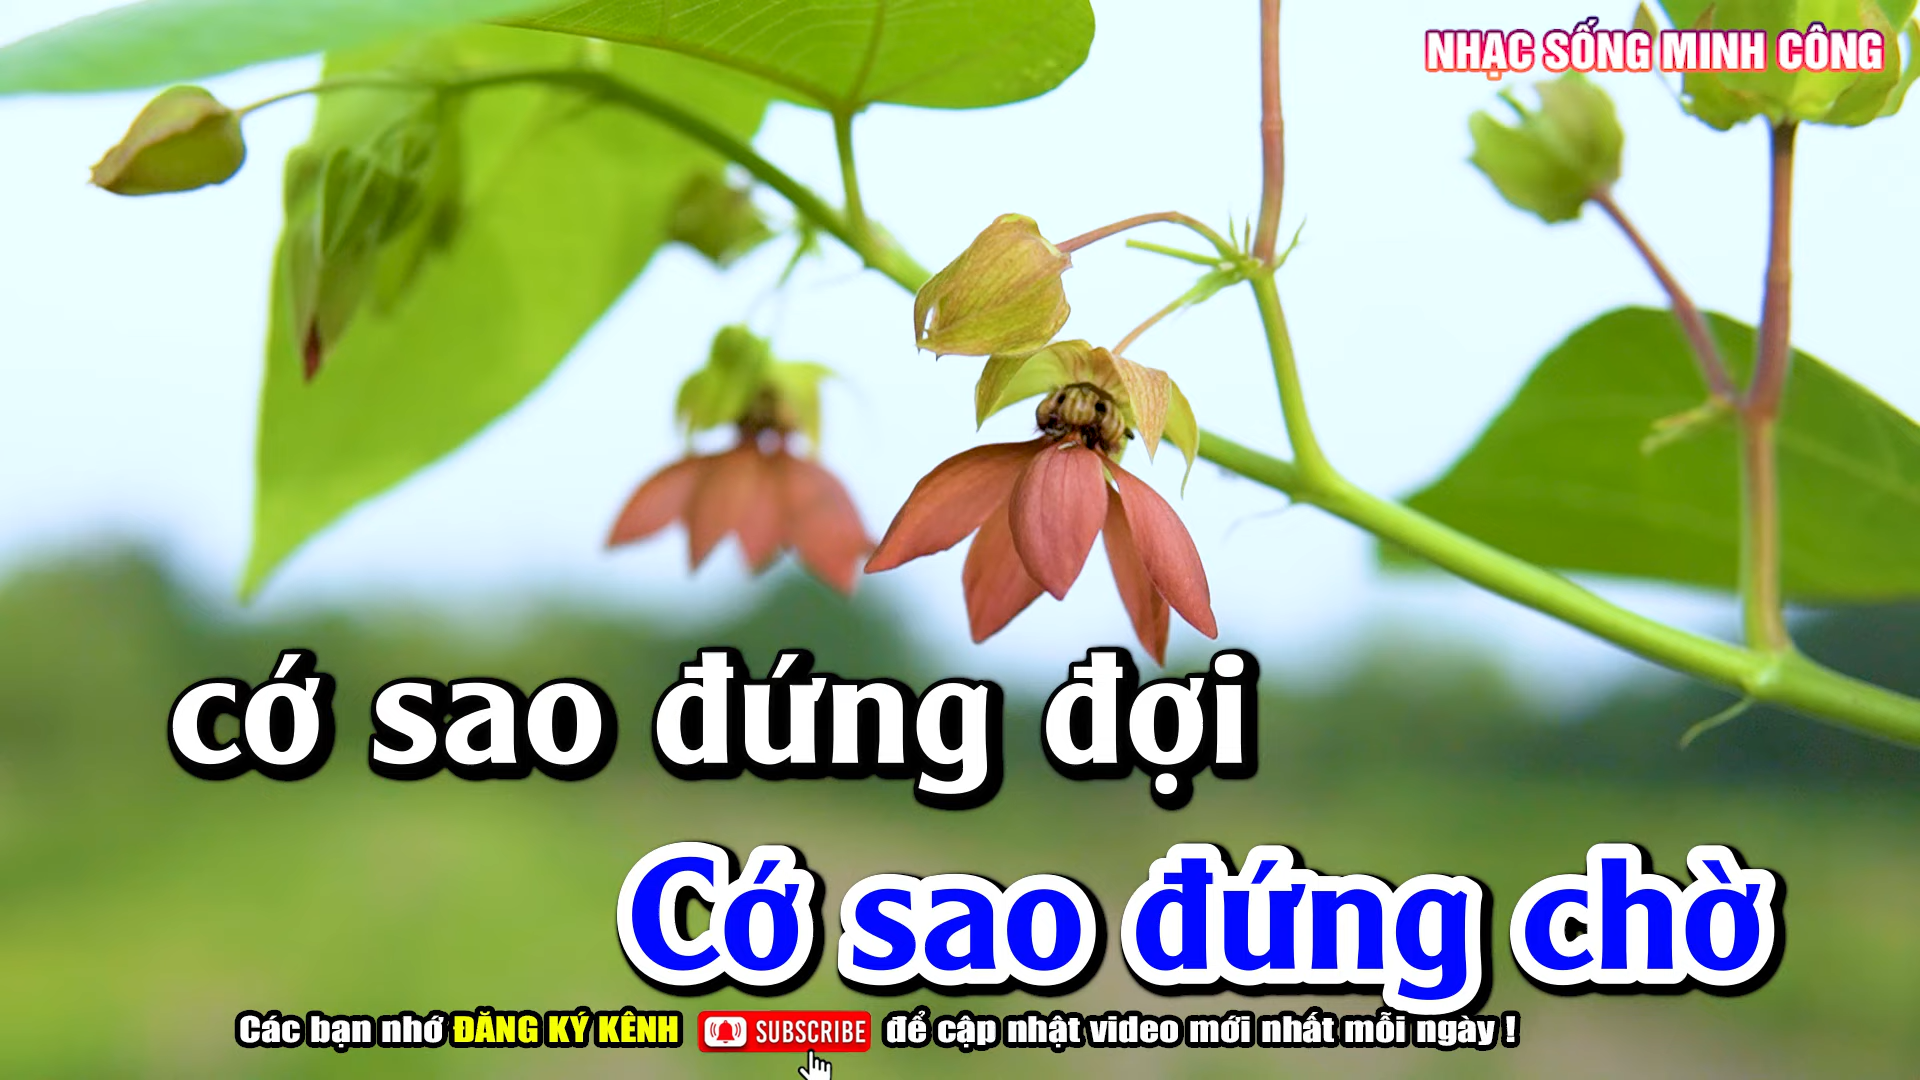 NHẠC SỐNG MINH CÔNG
cớ sao đứng đợi
Cớ sao đứng chờ
Các bạn nhớ ĐĂNG KÝ KÊNH SUBSCRIBE để cập nhật video mới nhất mỗi ngày !